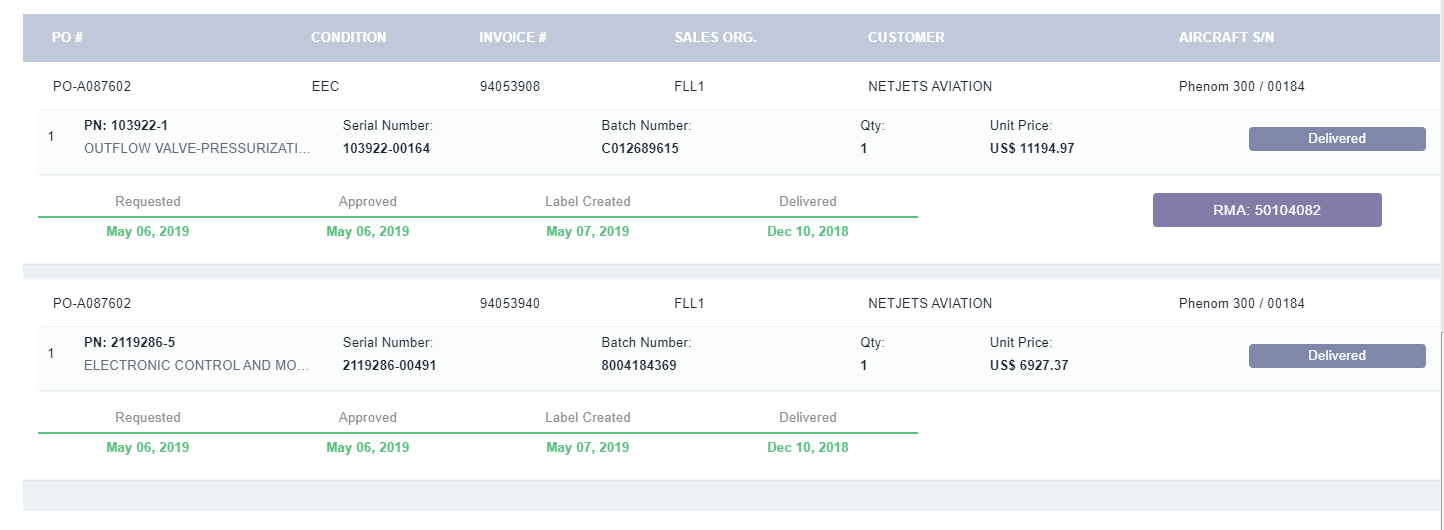 PO # CONDITION INVOICE # SALES ORG. CUSTOMER AIRCRAFT S/N
PO-A087602 EEC 94053908 FLL1 NETJETS AVIATION Phenom 300 / 00184
PN: 103922-1 Serial Number: Batch Number: Qty: Unit Price:
1 Delivered
OUTFLOW VALVE-PRESSURIZATI... 103922-00164 C012689615 1 US$ 11194.97
Requested Approved Label Created Delivered
RMA: 50104082
May 06, 2019 May 06, 2019 May 07, 2019 Dec 10, 2018
PO-A087602 94053940 FLL1 NETJETS AVIATION Phenom 300 / 00184
PN: 2119286-5 Serial Number: Batch Number: Qty: Unit Price:
1 Delivered
ELECTRONIC CONTROL AND MO... 2119286-00491 8004184369 1 US$ 6927.37
Requested Approved Label Created Delivered
May 06, 2019 May 06, 2019 May 07, 2019 Dec 10, 2018